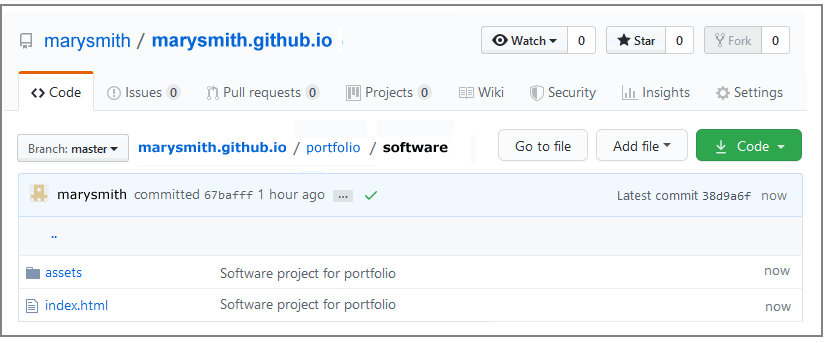 marysmith / marysmith.github.io Watch 0 Star 0 Fork 0
Code Issues 0 Pull requests 0 Projects 0 Wiki Security Insights Settings
Branch: master marysmith.github.io / portfolio / software Go to file Add file Code
marysmith committed 67bafff 1 hour ago ... Latest commit 38d9a6f now
..
assets Software project for portfolio now
index.html Software project for portfolio now